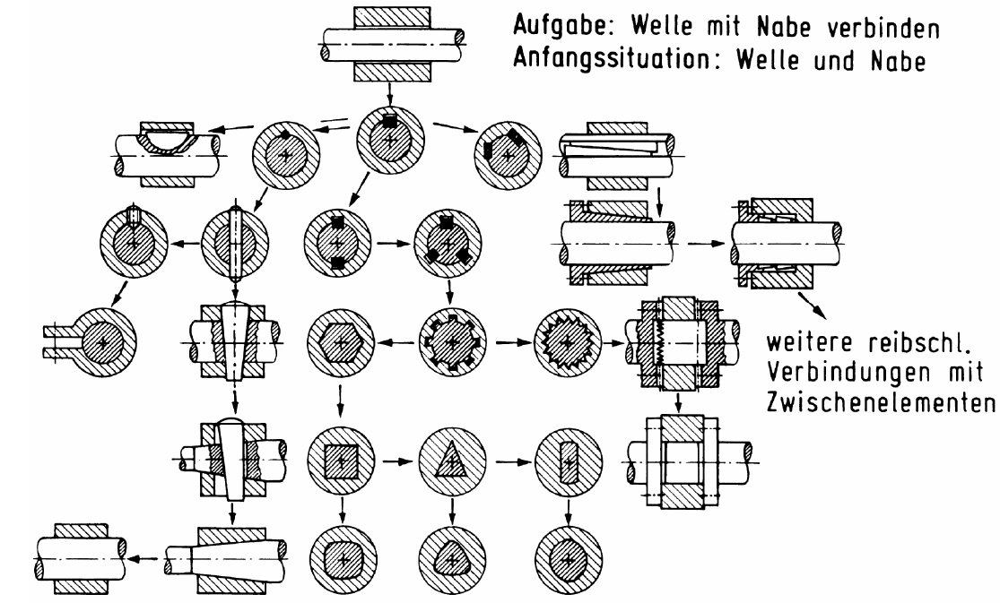 Aufgabe: Welle mit Nabe verbinden
Anfangssituation: Welle und Nabe
weitere reibschl.
Verbindungen mit
Zwischenelementen